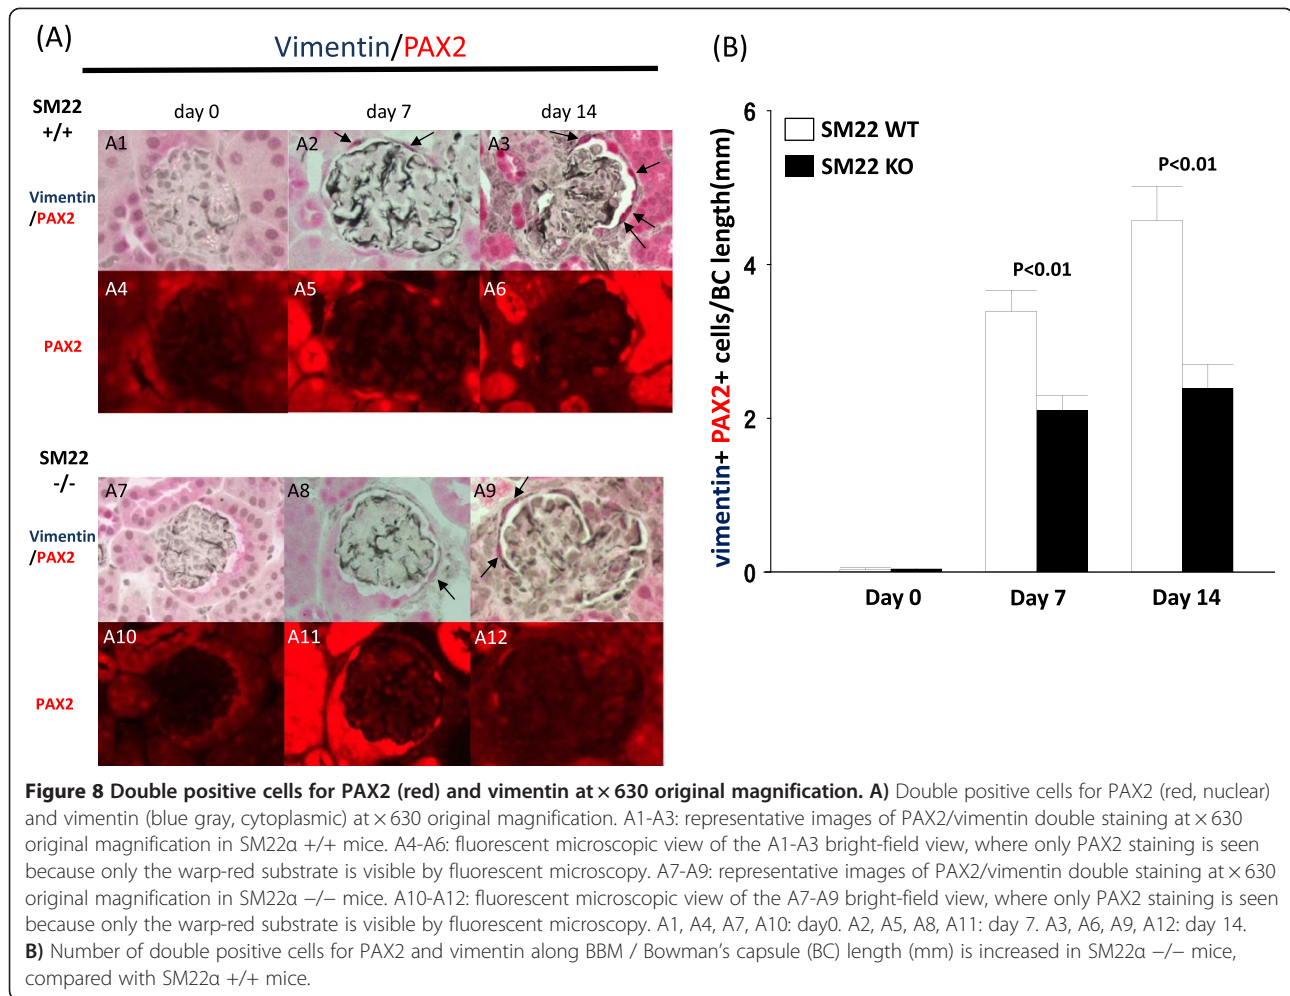 (A)
Vimentin/PAX2
SM22
+/+
day 0
day 7
day 14
A1
A2
A3
Vimentin
/PAX2
A4
A5
A6
PAX2
SM22
-/-
A7
A8
A9
Vimentin
/PAX2
A10
A11
A12
PAX2
(B)
vimentin+ PAX2+ cells/BC length(mm)
6
4
2
0
SM22 WT
SM22 KO
P<0.01
P<0.01
Day 0
Day 7
Day 14
Figure 8 Double positive cells for PAX2 (red) and vimentin at × 630 original magnification. A) Double positive cells for PAX2 (red, nuclear)
and vimentin (blue gray, cytoplasmic) at × 630 original magnification. A1-A3: representative images of PAX2/vimentin double staining at × 630
original magnification in SM22α +/+ mice. A4-A6: fluorescent microscopic view of the A1-A3 bright-field view, where only PAX2 staining is seen
because only the warp-red substrate is visible by fluorescent microscopy. A7-A9: representative images of PAX2/vimentin double staining at × 630
original magnification in SM22α −/− mice. A10-A12: fluorescent microscopic view of the A7-A9 bright-field view, where only PAX2 staining is seen
because only the warp-red substrate is visible by fluorescent microscopy. A1, A4, A7, A10: day0. A2, A5, A8, A11: day 7. A3, A6, A9, A12: day 14.
B) Number of double positive cells for PAX2 and vimentin along BBM / Bowman's capsule (BC) length (mm) is increased in SM22α −/− mice,
compared with SM22α +/+ mice.